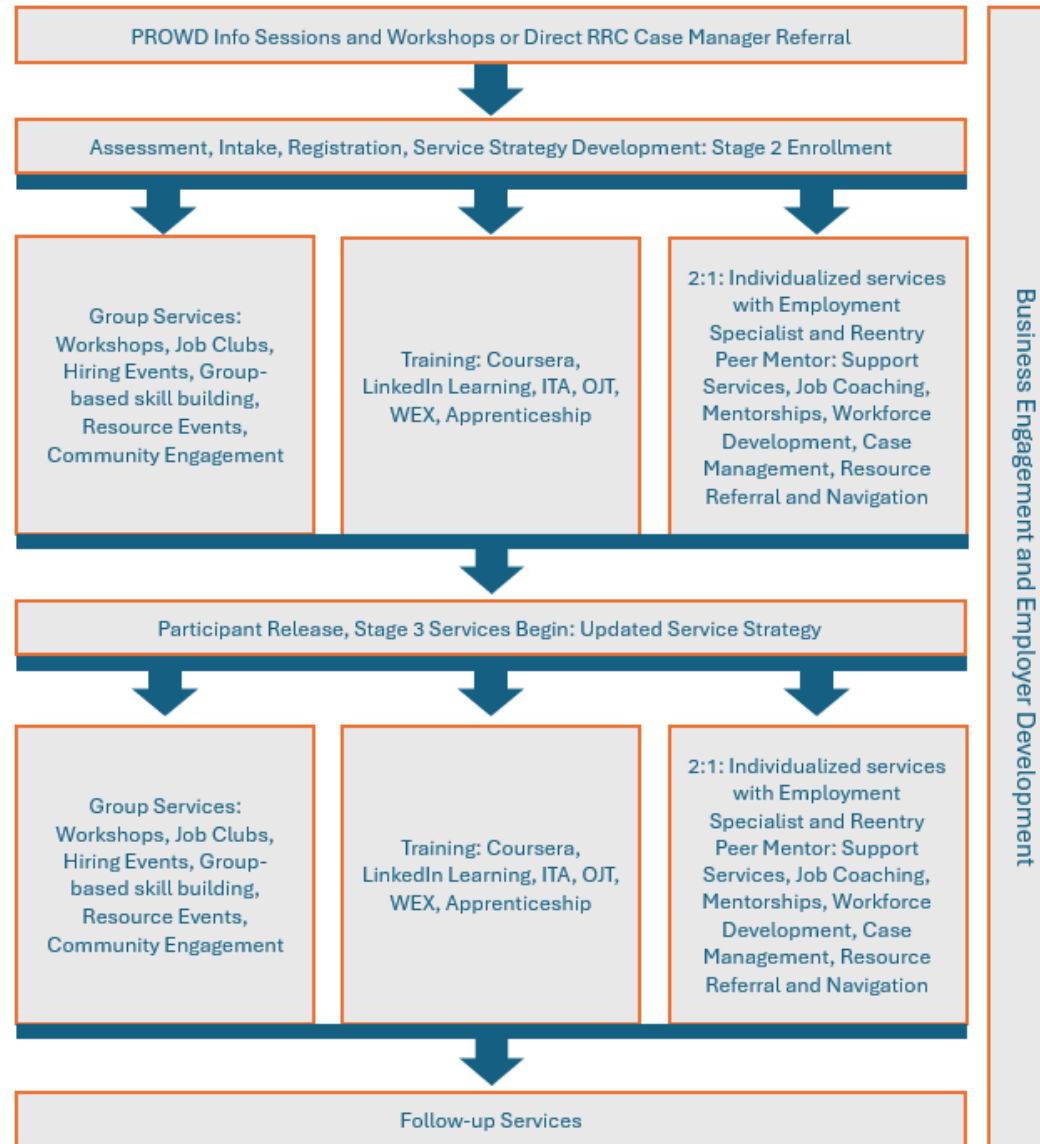 PROWD Info Sessions and Workshops or Direct RRC Case Manager Referral
Assessment, Intake, Registration, Service Strategy Development: Stage 2 Enrollment
Group Services:
Workshops, Job Clubs,
Hiring Events, Group-
based skill building,
Resource Events,
Community Engagement
Training: Coursera,
LinkedIn Learning, ITA, OJT,
WEX, Apprenticeship
2:1: Individualized services
with Employment
Specialist and Reentry
Peer Mentor: Support
Services, Job Coaching,
Mentorships, Workforce
Development, Case
Management, Resource
Referral and Navigation
Participant Release, Stage 3 Services Begin: Updated Service Strategy
Group Services:
Workshops, Job Clubs,
Hiring Events, Group-
based skill building,
Resource Events,
Community Engagement
Training: Coursera,
LinkedIn Learning, ITA, OJT,
WEX, Apprenticeship
2:1: Individualized services
with Employment
Specialist and Reentry
Peer Mentor: Support
Services, Job Coaching,
Mentorships, Workforce
Development, Case
Management, Resource
Referral and Navigation
Follow-up Services
Business Engagement and Employer Development